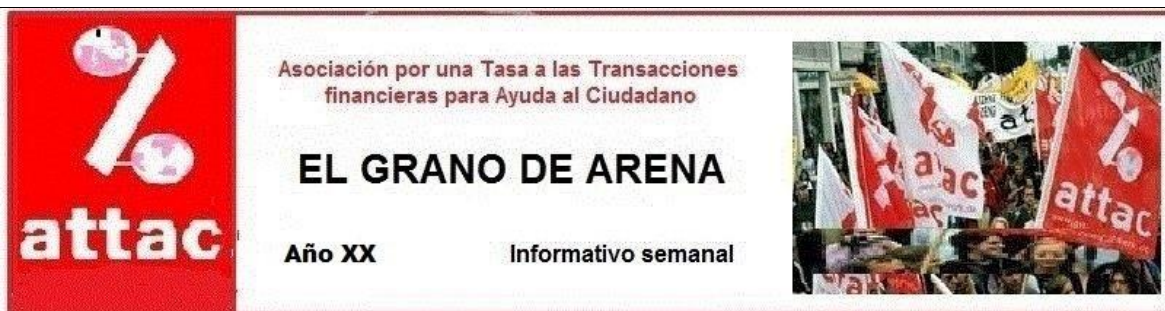 %
attac
Asociación por una Tasa a las Transacciones
financieras para Ayuda al Ciudadano
EL GRANO DE ARENA
Año XX
Informativo semanal
attac
at
attac